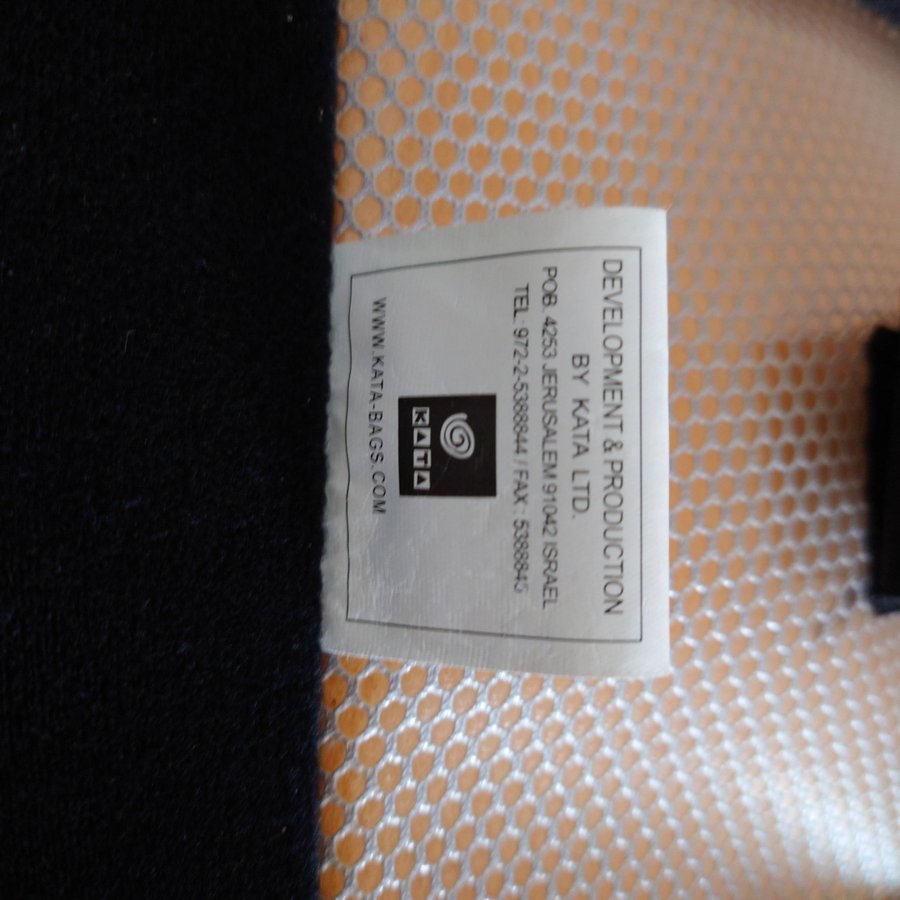 DEVELOPMENT & PRODUCTION
BY KATA LTD.
POB. 4253 JERUSALEM 91042 ISRAEL
TEL: 972-2-5388844 / FAX : 5388845
KATA
WWW.KATA-BAGS.COM